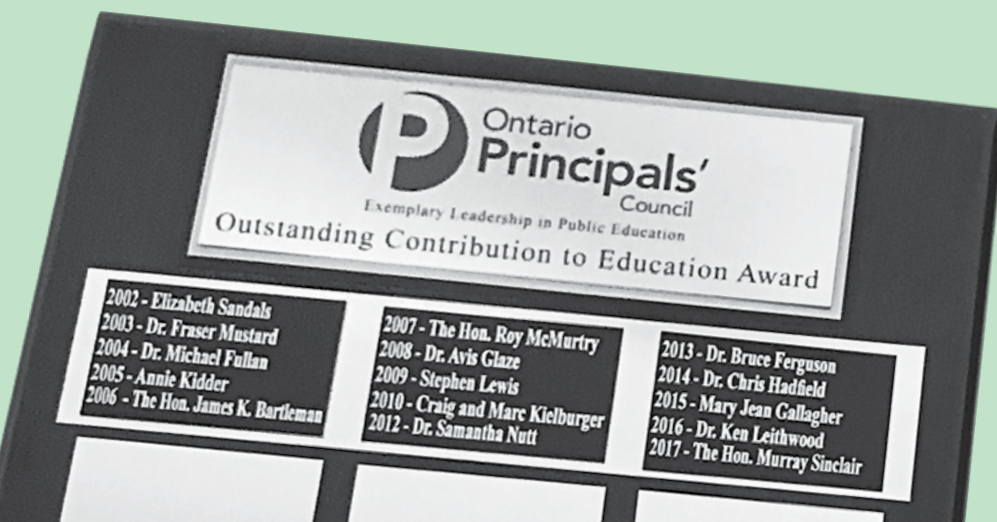 Ontario
Principals'
Council
Exemplary Leadership in Public Education
Outstanding Contribution to Education Award
2002 - Elizabeth Sandals
2003 - Dr. Fraser Mustard
2004 - Dr. Michael Fullan
2005 - Annie Kidder
2006 - The Hon. James K. Bartleman
2007 - The Hon. Roy McMurtry
2008 - Dr. Avis Glaze
2009 - Stephen Lewis
2010 - Craig and Marc Kielburger
2012 - Dr. Samantha Nutt
2013 - Dr. Bruce Ferguson
2014 - Dr. Chris Hadfield
2015 - Mary Jean Gallagher
2016 - Dr. Ken Leithwood
2017 - The Hon. Murray Sinclair